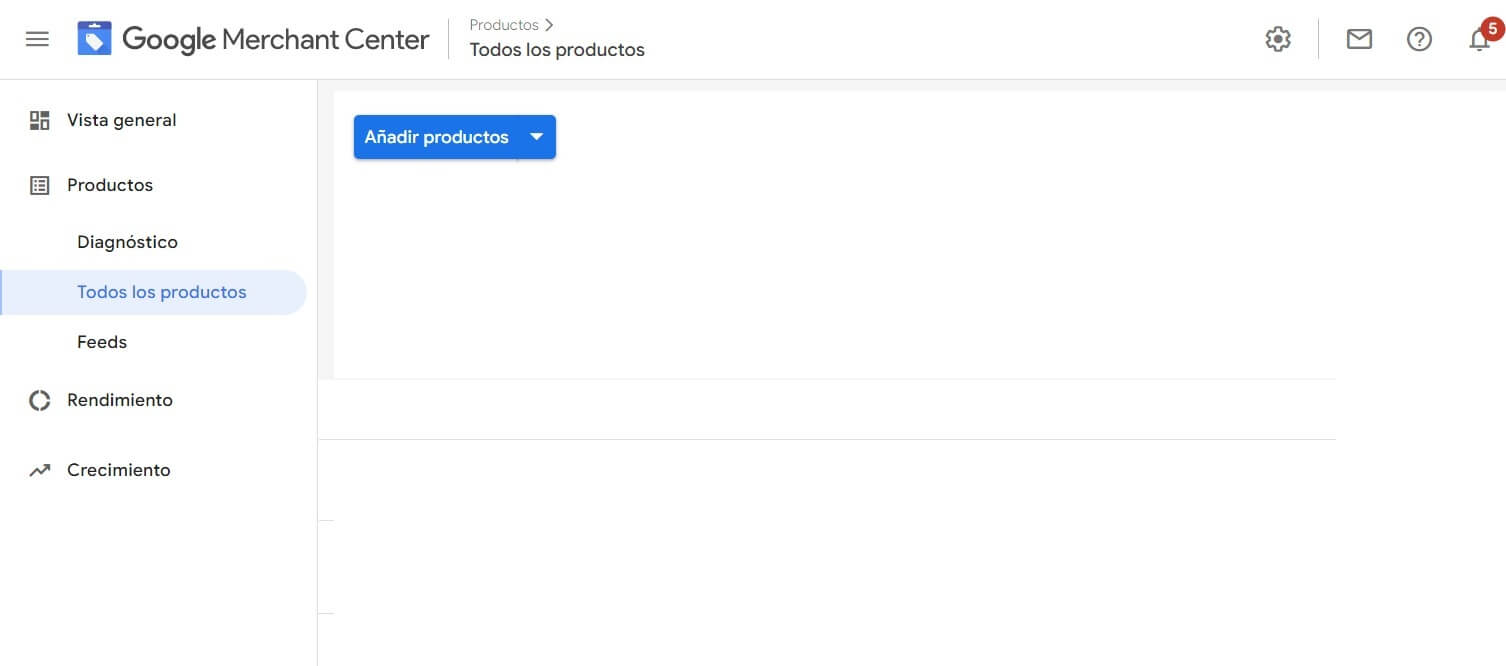 Google Merchant Center
Productos
Todos los productos
5
Vista general
Añadir productos
Productos
Diagnóstico
Todos los productos
Feeds
Rendimiento
Crecimiento